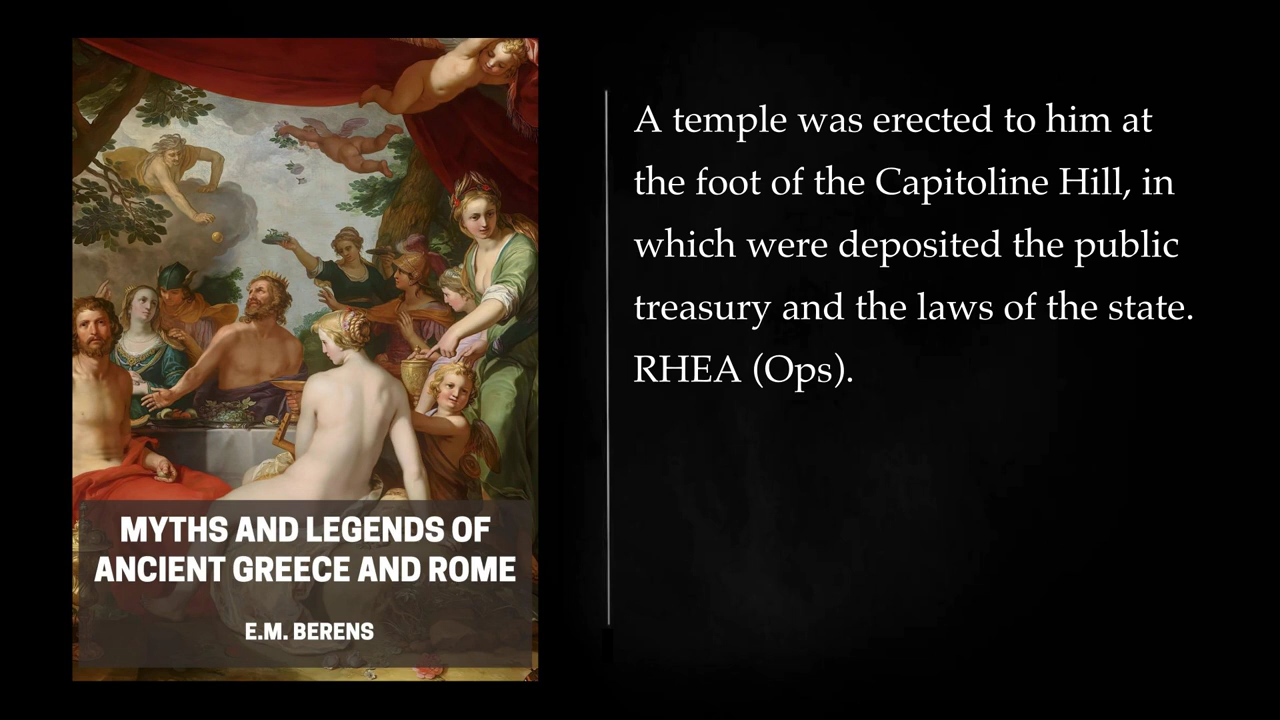 MYTHS AND LEGENDS OF
ANCIENT GREECE AND ROME
E.M. BERENS
A temple was erected to him at
the foot of the Capitoline Hill, in
which were deposited the public
treasury and the laws of the state.
RHEA (Ops).